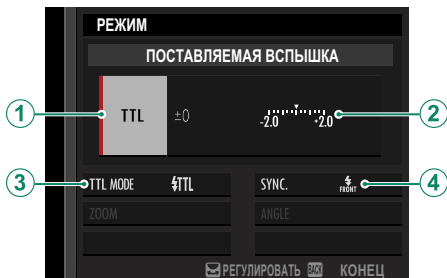 РЕЖИМ
ПОСТАВЛЯЕМАЯ ВСПЫШКА
1 TTL ±0 -2.0 +2.0 2
3 TTL MODE TTL SYNC. FRONT 4
ZOOM ANGLE
РЕГУЛИРОВАТЬ BACK КОНЕЦ